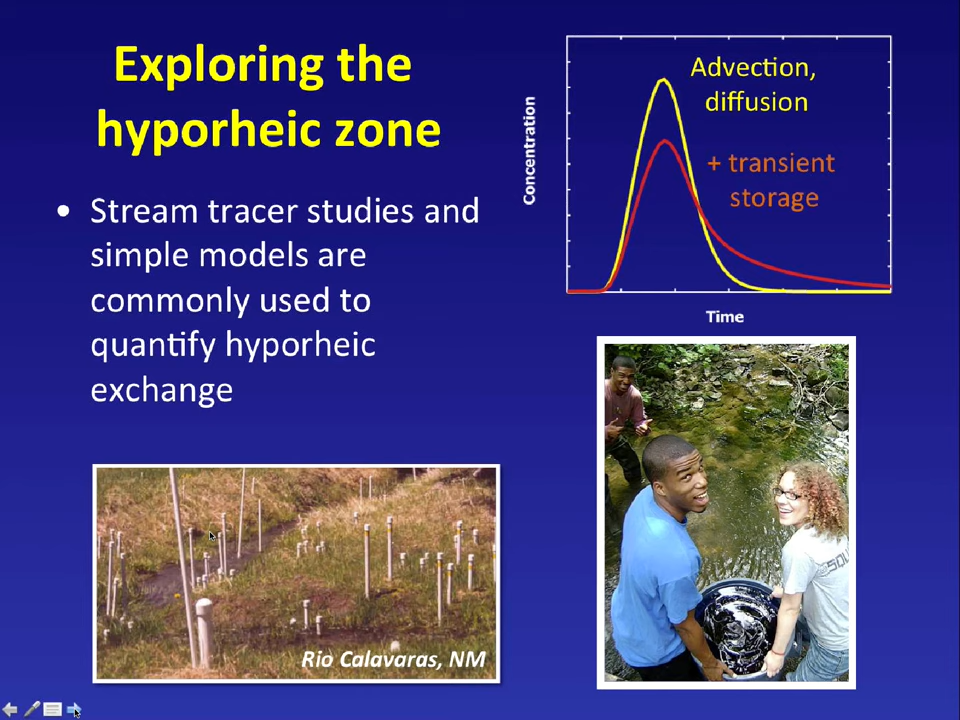 Exploring the
hyporheic zone
• Stream tracer studies and
simple models are
commonly used to
quantify hyporheic
exchange
Concentration
Advection,
diffusion
+ transient
storage
Time
Rio Calavaras, NM